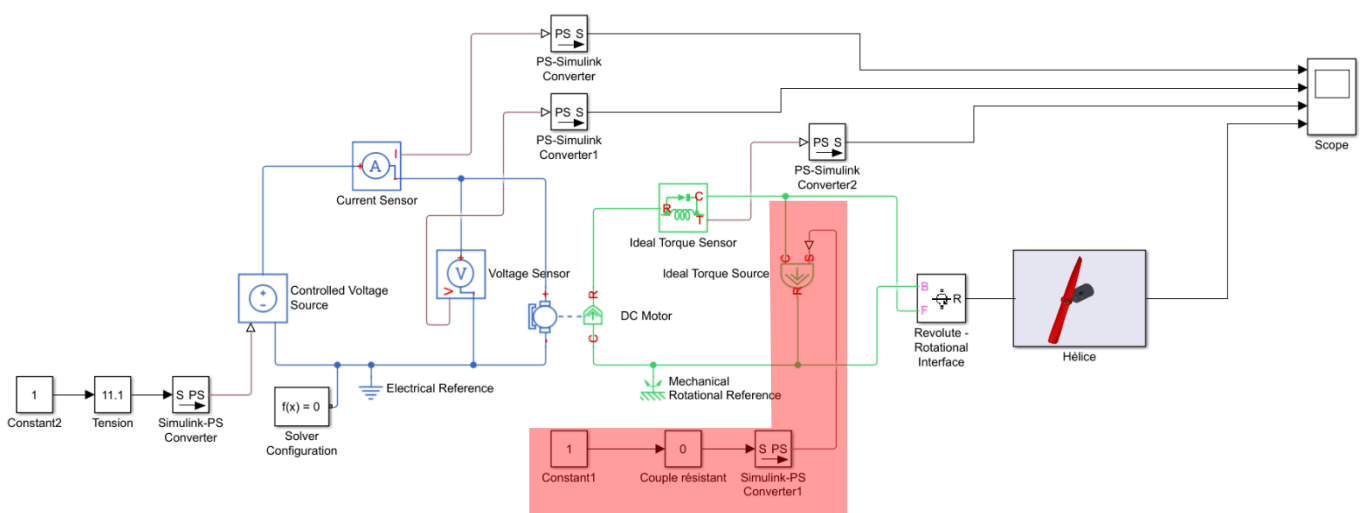 PS S
PS-Simulink
Converter
PS S
PS-Simulink
Converter1
PS S
PS-Simulink
Converter2
Scope
A
I
+
-
Current Sensor
R
C
T
Ideal Torque Sensor
C
S
R
Ideal Torque Source
+
V
V
-
Voltage Sensor
+
-
Controlled Voltage
Source
+
-
R
C
DC Motor
B
F
R
Revolute -
Rotational
Interface
Hélice
Electrical Reference
Mechanical
Rotational Reference
1
Constant2
11.1
Tension
S PS
Simulink-PS
Converter
f(x) = 0
Solver
Configuration
1
Constant1
0
Couple résistant
S PS
Simulink-PS
Converter1